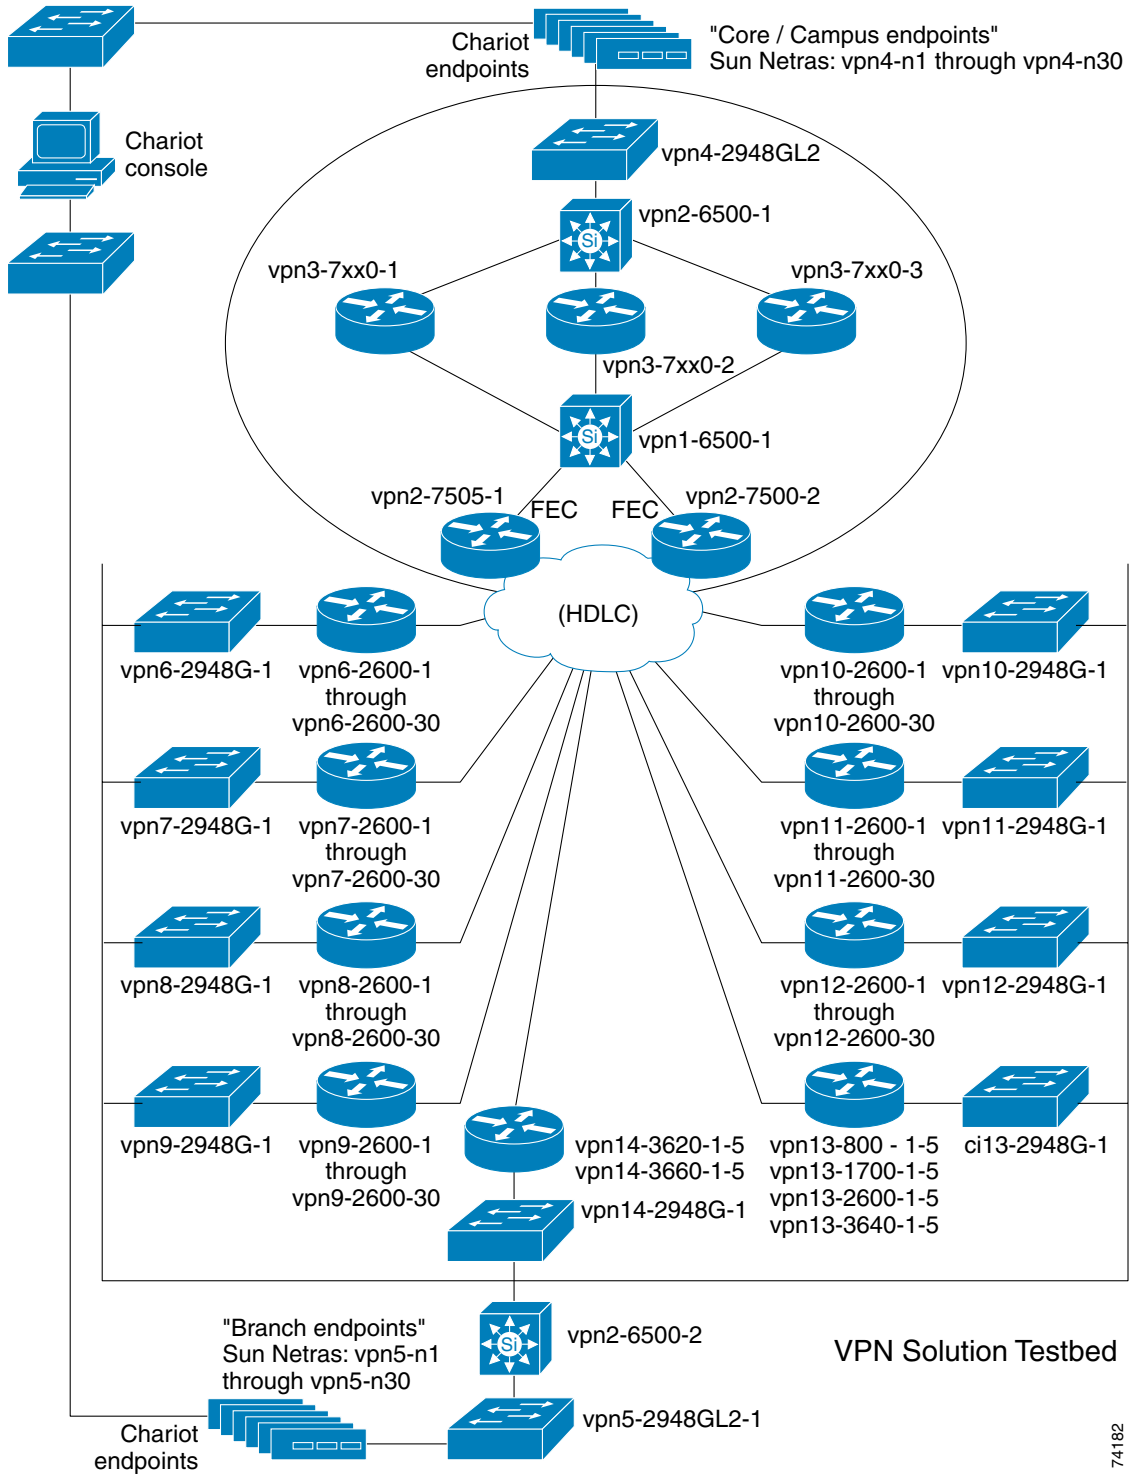 Chariot
endpoints
"Core / Campus endpoints"
Sun Netras: vpn4-n1 through vpn4-n30
Chariot
console
vpn4-2948GL2
vpn2-6500-1
vpn3-7xx0-1
vpn3-7xx0-3
vpn3-7xx0-2
Si
vpn1-6500-1
Si
vpn2-7505-1
FEC
FEC
vpn2-7500-2
(HDLC)
vpn6-2948G-1
vpn6-2600-1
through
vpn6-2600-30
vpn10-2600-1
through
vpn10-2600-30
vpn10-2948G-1
vpn7-2948G-1
vpn7-2600-1
through
vpn7-2600-30
vpn11-2600-1
through
vpn11-2600-30
vpn11-2948G-1
vpn8-2948G-1
vpn8-2600-1
through
vpn8-2600-30
vpn12-2600-1
through
vpn12-2600-30
vpn12-2948G-1
vpn9-2948G-1
vpn9-2600-1
through
vpn9-2600-30
vpn14-3620-1-5
vpn14-3660-1-5
vpn13-800 - 1-5
vpn13-1700-1-5
vpn13-2600-1-5
vpn13-3640-1-5
ci13-2948G-1
vpn14-2948G-1
"Branch endpoints"
Sun Netras: vpn5-n1
through vpn5-n30
Si
vpn2-6500-2
VPN Solution Testbed
Chariot
endpoints
vpn5-2948GL2-1
74182